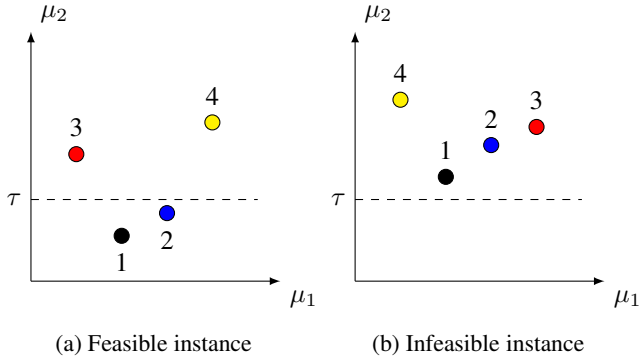 μ₂
3
4
τ
2
1
μ₁
(a) Feasible instance
μ₂
4
3
2
1
τ
μ₁
(b) Infeasible instance